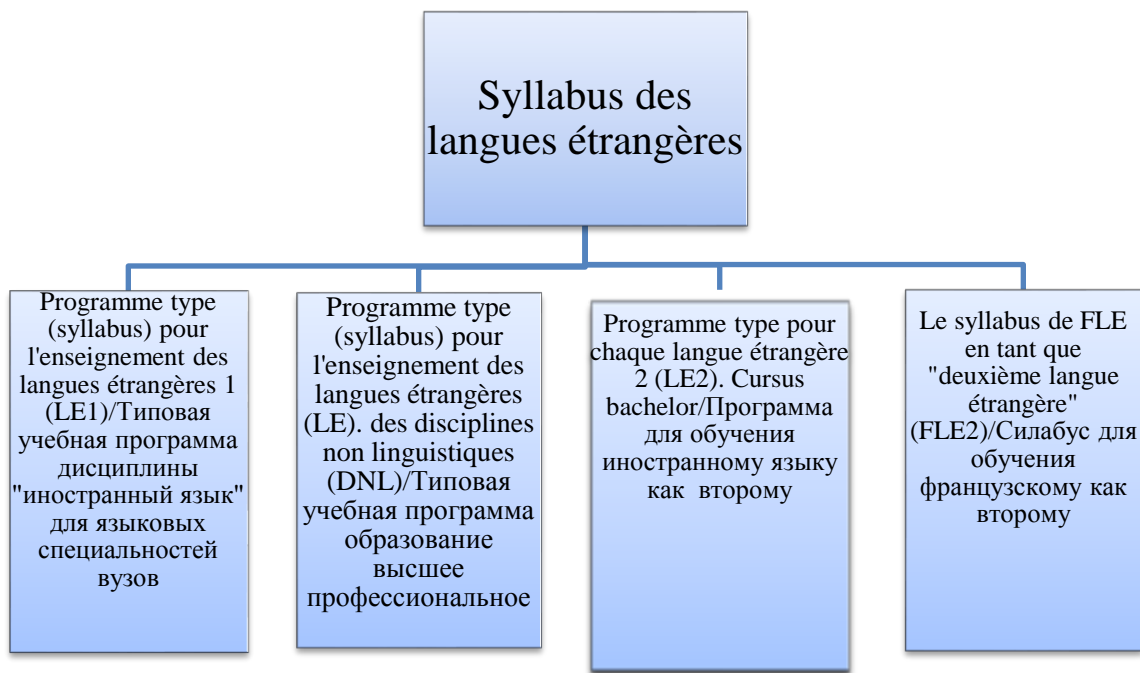 Syllabus des
langues étrangères
Programme type
(syllabus) pour
l'enseignement des
langues étrangères 1
(LE1)/Типовая
учебная программа
дисциплины
"иностранный язык"
для языковых
специальностей
вузов
Programme type
(syllabus) pour
l'enseignement des
langues étrangères
(LE). des disciplines
non linguistiques
(DNL)/Типовая
учебная программа
образование
высшее
профессиональное
Programme type pour
chaque langue étrangère
2 (LE2). Cursus
bachelor/Программа
для обучения
иностранному языку
как второму
Le syllabus de FLE
en tant que
"deuxième langue
étrangère"
(FLE2)/Силабус для
обучения
французскому как
второму